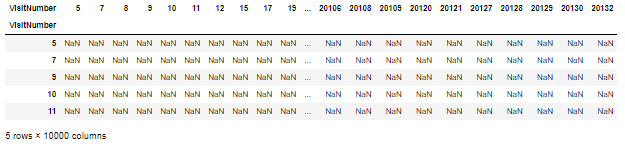 VisitNumber 5 7 8 9 10 11 12 15 17 19 ... 20106 20108 20109 20120 20121 20127 20128 20129 20130 20132
VisitNumber
5 NaN NaN NaN NaN NaN NaN NaN NaN NaN NaN ... NaN NaN NaN NaN NaN NaN NaN NaN NaN NaN
7 NaN NaN NaN NaN NaN NaN NaN NaN NaN NaN ... NaN NaN NaN NaN NaN NaN NaN NaN NaN NaN
9 NaN NaN NaN NaN NaN NaN NaN NaN NaN NaN ... NaN NaN NaN NaN NaN NaN NaN NaN NaN NaN
10 NaN NaN NaN NaN NaN NaN NaN NaN NaN NaN ... NaN NaN NaN NaN NaN NaN NaN NaN NaN NaN
11 NaN NaN NaN NaN NaN NaN NaN NaN NaN NaN ... NaN NaN NaN NaN NaN NaN NaN NaN NaN NaN
5 rows × 10000 columns